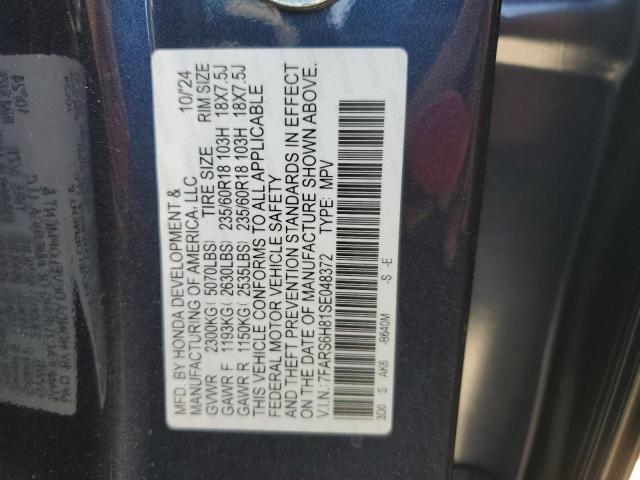 MFD. BY HONDA DEVELOPMENT &
MANUFACTURING OF AMERICA, LLC 10/24
GVWR 2300KG ( 5070LBS) TIRE SIZE RIM SIZE
GAWR F 1193KG ( 2630LBS) 235/60R18 103H 18X7.5J
GAWR R 1150KG ( 2535LBS) 235/60R18 103H 18X7.5J
THIS VEHICLE CONFORMS TO ALL APPLICABLE
FEDERAL MOTOR VEHICLE SAFETY
AND THEFT PREVENTION STANDARDS IN EFFECT
ON THE DATE OF MANUFACTURE SHOWN ABOVE.
V.I.N.: 7FARS6H81SE048372 TYPE: MPV
3D0 S AK6 -B640M -S -E